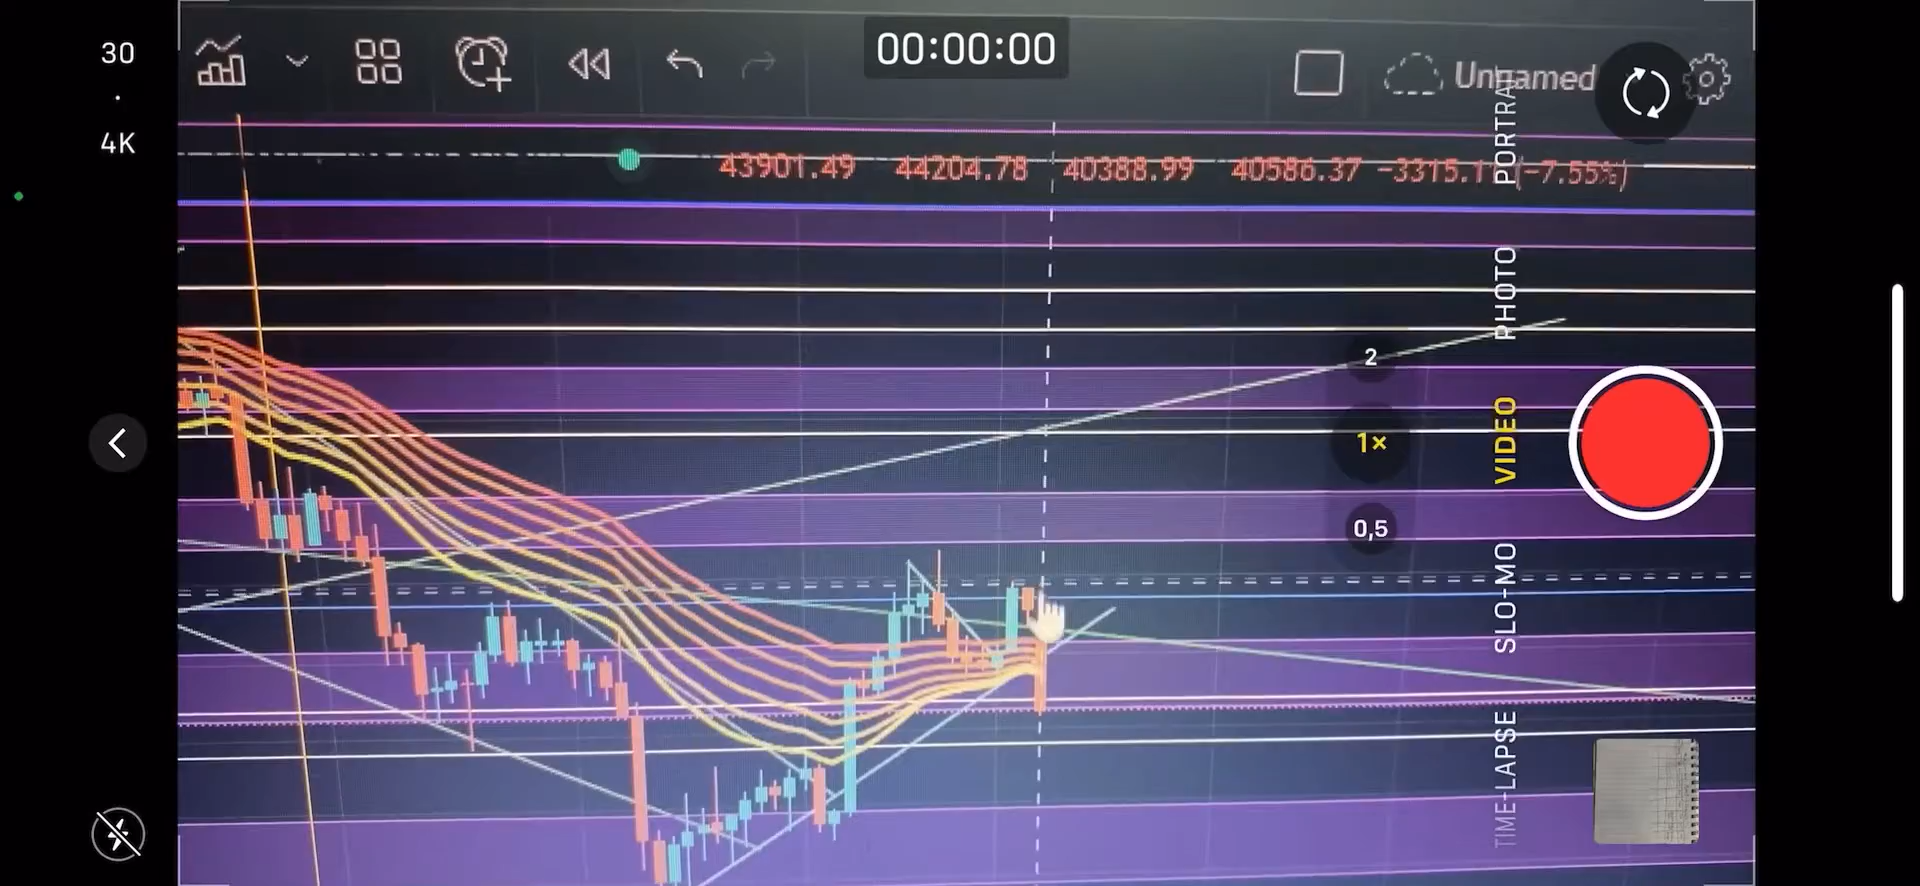 30
4K
00:00:00
Unnamed
43901.49 44204.78 40388.99 40586.37 -3315.1 (-7.55%)
2
1×
0,5
PORTRAIT
PHOTO
VIDEO
SLO-MO
TIME-LAPSE